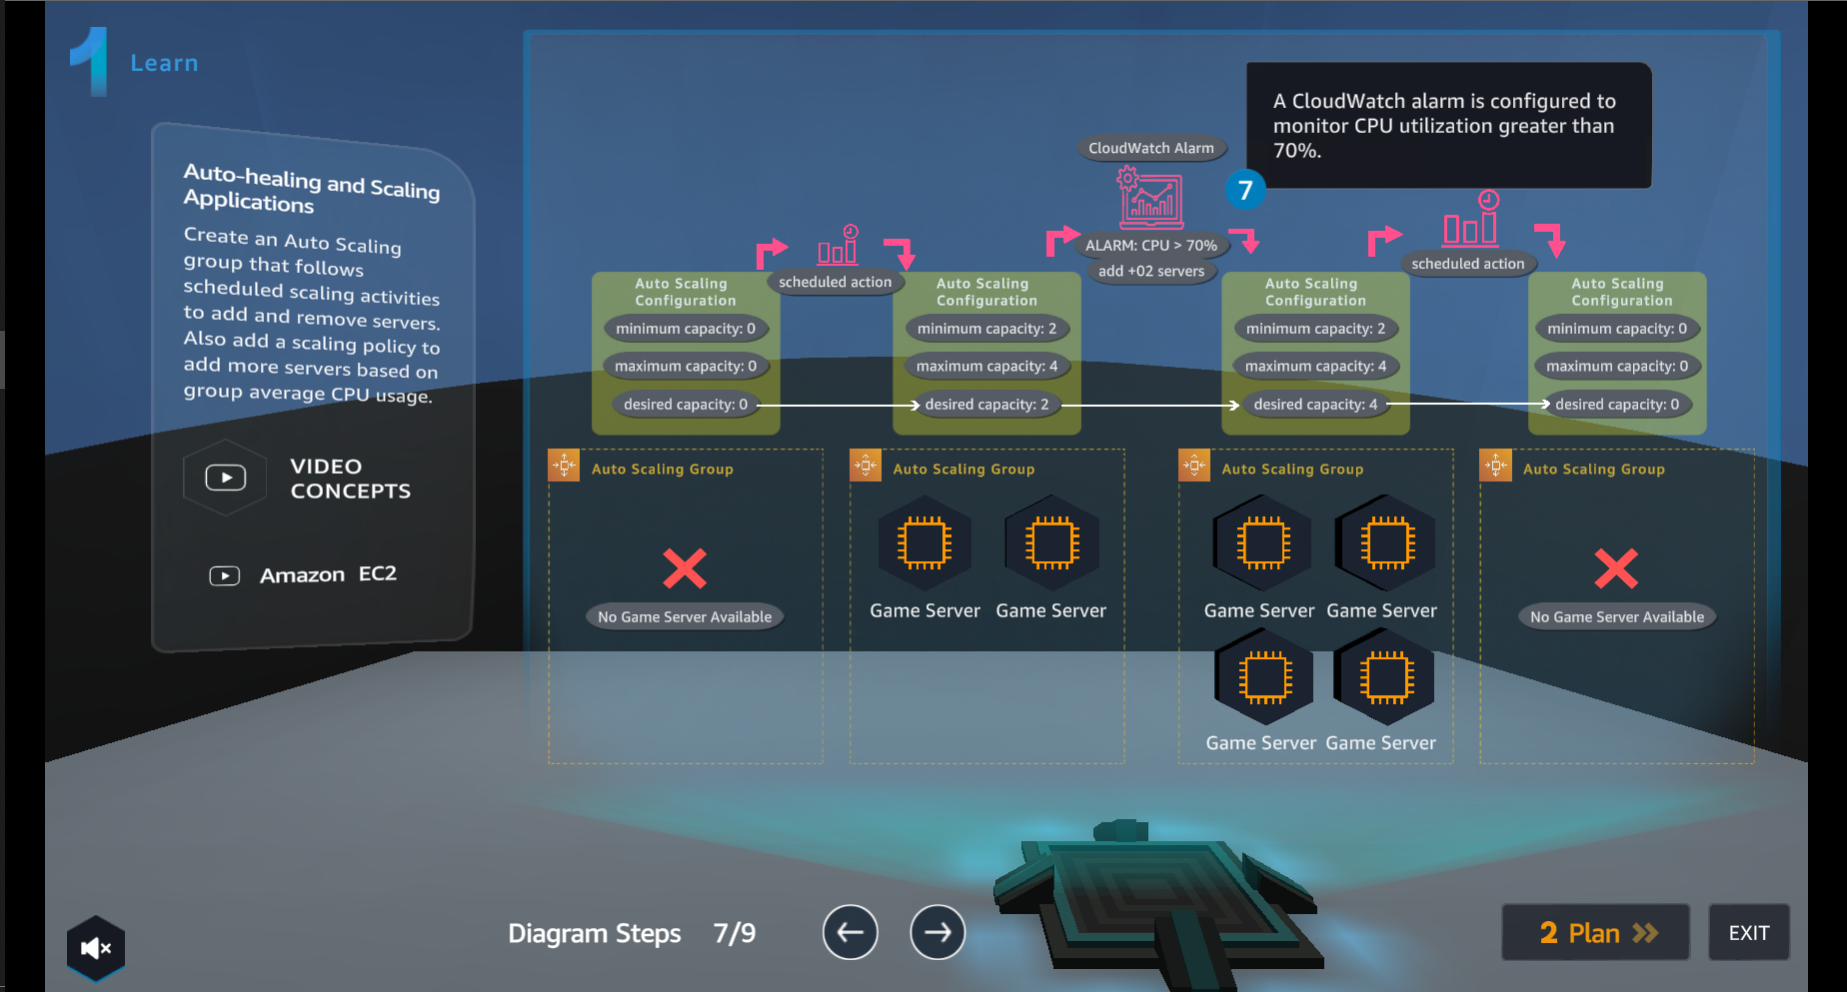 1 Learn
Auto-healing and Scaling
Applications
Create an Auto Scaling
group that follows
scheduled scaling activities
to add and remove servers.
Also add a scaling policy to
add more servers based on
group average CPU usage.
VIDEO
CONCEPTS
Amazon EC2
A CloudWatch alarm is configured to
monitor CPU utilization greater than
70%.
7
CloudWatch Alarm
ALARM: CPU > 70%
add +02 servers
scheduled action
scheduled action
Auto Scaling
Configuration
minimum capacity: 0
maximum capacity: 0
desired capacity: 0
Auto Scaling
Configuration
minimum capacity: 2
maximum capacity: 4
desired capacity: 2
Auto Scaling
Configuration
minimum capacity: 2
maximum capacity: 4
desired capacity: 4
Auto Scaling
Configuration
minimum capacity: 0
maximum capacity: 0
desired capacity: 0
Auto Scaling Group
No Game Server Available
Auto Scaling Group
Game Server Game Server
Auto Scaling Group
Game Server Game Server
Game Server Game Server
Auto Scaling Group
No Game Server Available
Diagram Steps 7/9
2 Plan
EXIT